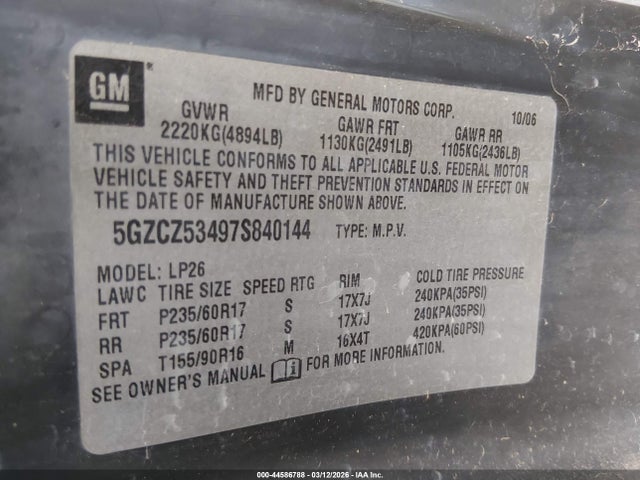 GM
MFD BY GENERAL MOTORS CORP. 10/06
GVWR GAWR FRT GAWR RR
2220KG(4894LB) 1130KG(2491LB) 1105KG(2436LB)
THIS VEHICLE CONFORMS TO ALL APPLICABLE U.S. FEDERAL MOTOR
VEHICLE SAFETY AND THEFT PREVENTION STANDARDS IN EFFECT ON
THE DATE OF MANUFACTURE SHOWN ABOVE.
5GZCZ53497S840144 TYPE: M.P.V.
MODEL: LP26
LAWC TIRE SIZE SPEED RTG RIM COLD TIRE PRESSURE
FRT P235/60R17 S 17X7J 240KPA(35PSI)
RR P235/60R17 S 17X7J 240KPA(35PSI)
SPA T155/90R16 M 16X4T 420KPA(60PSI)
SEE OWNER'S MANUAL i FOR MORE INFORMATION.
000-44586788 - 03/12/2026 - IAA Inc.